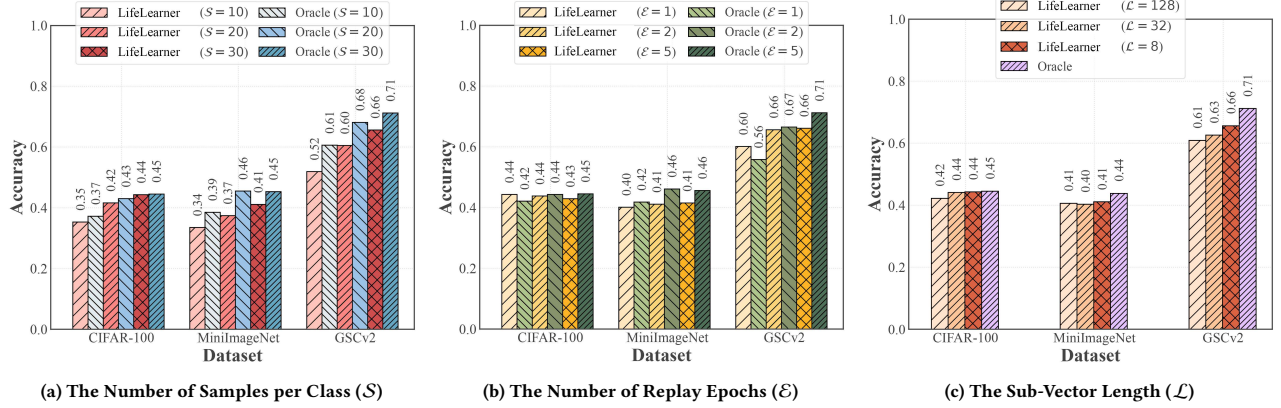 LifeLearner (𝒮 = 10) Oracle (𝒮 = 10)
LifeLearner (𝒮 = 20) Oracle (𝒮 = 20)
LifeLearner (𝒮 = 30) Oracle (𝒮 = 30)
1.0
0.8
0.6
0.4
0.2
0.0
Accuracy
0.35 0.37 0.42 0.43 0.44 0.45
0.34 0.39 0.37 0.46 0.41 0.45
0.52 0.61 0.60 0.68 0.66 0.71
CIFAR-100 MiniImageNet GSCv2
Dataset
(a) The Number of Samples per Class (𝒮)
LifeLearner (ℰ = 1) Oracle (ℰ = 1)
LifeLearner (ℰ = 2) Oracle (ℰ = 2)
LifeLearner (ℰ = 5) Oracle (ℰ = 5)
1.0
0.8
0.6
0.4
0.2
0.0
Accuracy
0.44 0.42 0.44 0.44 0.43 0.45
0.40 0.42 0.41 0.46 0.41 0.46
0.60 0.56 0.66 0.67 0.66 0.71
CIFAR-100 MiniImageNet GSCv2
Dataset
(b) The Number of Replay Epochs (ℰ)
LifeLearner (ℒ = 128)
LifeLearner (ℒ = 32)
LifeLearner (ℒ = 8)
Oracle
1.0
0.8
0.6
0.4
0.2
0.0
Accuracy
0.42 0.44 0.44 0.45
0.41 0.40 0.41 0.44
0.61 0.63 0.66 0.71
CIFAR-100 MiniImageNet GSCv2
Dataset
(c) The Sub-Vector Length (ℒ)